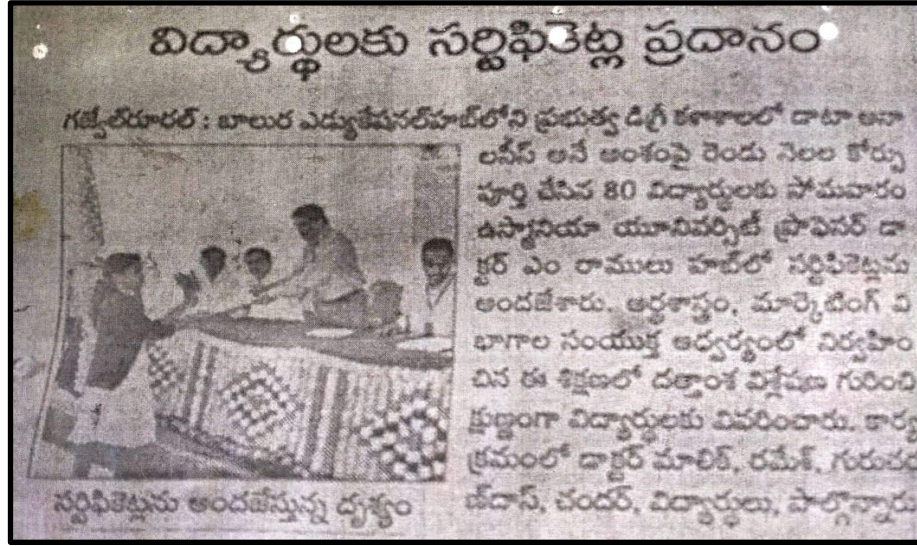 విద్యార్థులకు సర్టిఫికెట్ల ప్రదానం
గజ్వేల్‌రూరల్ : బాలుర ఎడ్యుకేషనల్‌హబ్‌లోని ప్రభుత్వ డిగ్రీ కళాశాలలో డాటా అనా
లసిస్ అనే అంశంపై రెండు నెలల కోర్సు
పూర్తి చేసిన 80 విద్యార్థులకు సోమవారం
ఉస్మానియా యూనివర్సిటీ ప్రొఫెసర్ డా
క్టర్ ఎం రాములు హబ్‌లో సర్టిఫికెట్లను
అందజేశారు. అర్థశాస్త్రం, మార్కెటింగ్ వి
భాగాల సంయుక్త ఆధ్వర్యంలో నిర్వహిం
చిన ఈ శిక్షణలో దత్తాంశ విశ్లేషణ గురించి
క్షుణ్ణంగా విద్యార్థులకు వివరించారు. కార్య
క్రమంలో డాక్టర్ మాలిక్, రమేశ్, గురుచర
ణ్‌దాస్, చందర్, విద్యార్థులు, పాల్గొన్నారు
సర్టిఫికెట్లను అందజేస్తున్న దృశ్యం